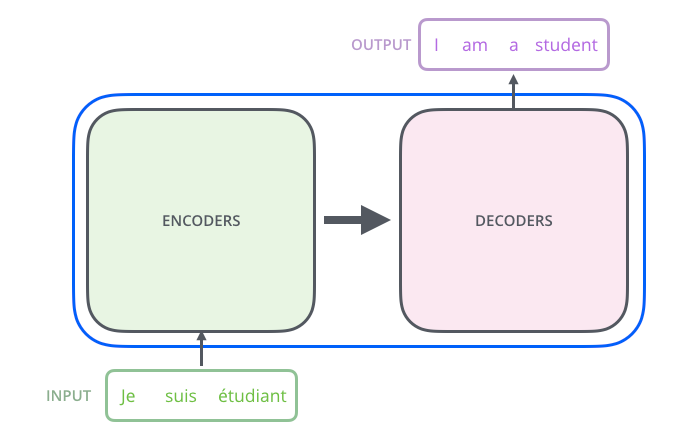 OUTPUT I am a student
ENCODERS DECODERS
INPUT Je suis étudiant